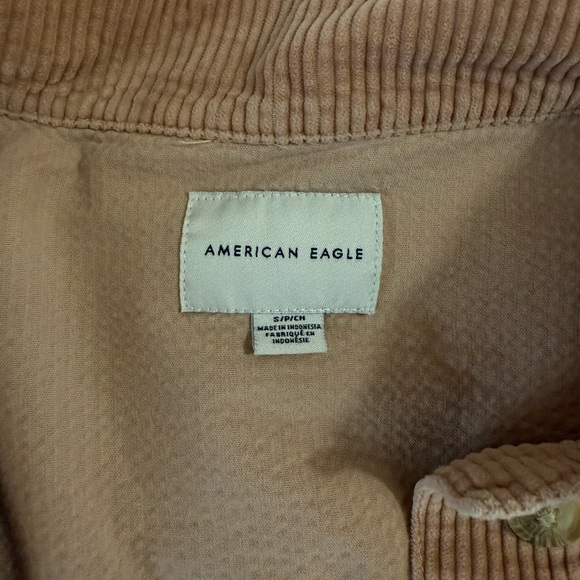 AMERICAN EAGLE
S/P/CH
MADE IN INDONESIA
FABRIQUÉ EN
INDONÉSIE